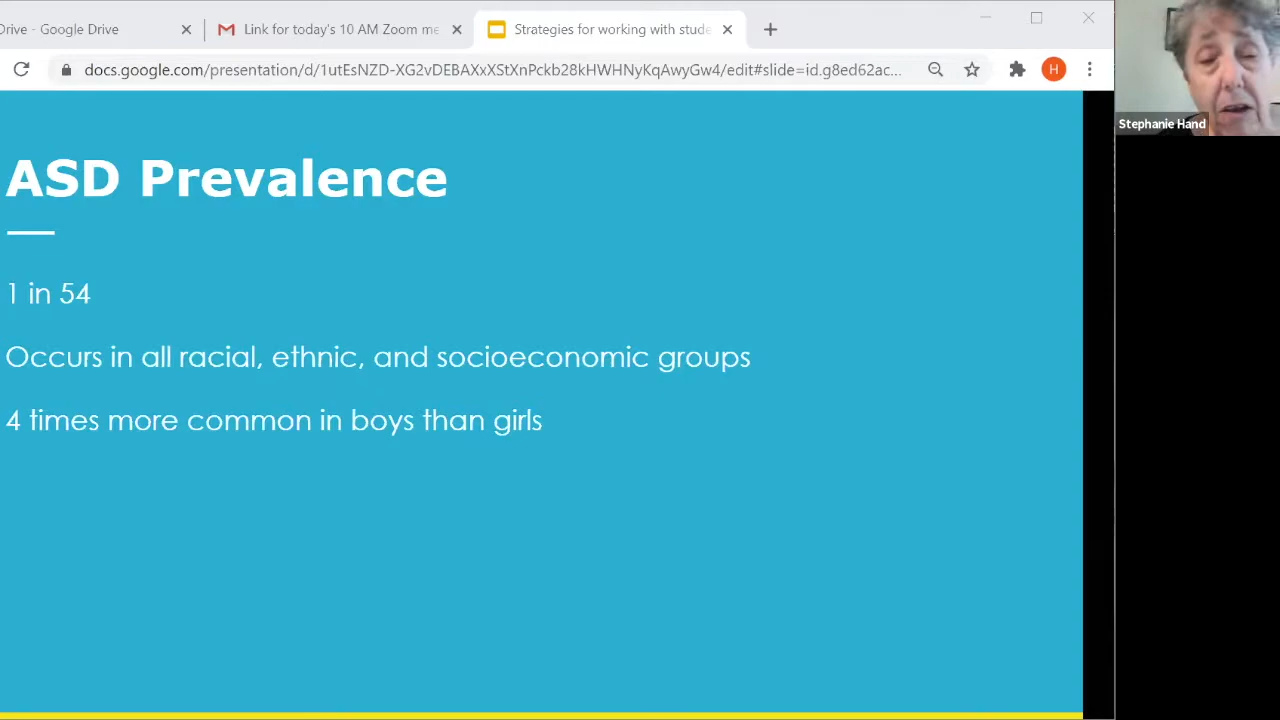 Drive - Google Drive
Link for today's 10 AM Zoom me
Strategies for working with stude
docs.google.com/presentation/d/1utEhNZD-XG2vDEBAXxXStXnPckb28kHWHNyKqAwyGw4/edit#slide=id.g8ed62ac...
H
Stephanie Hand
ASD Prevalence
1 in 54
Occurs in all racial, ethnic, and socioeconomic groups
4 times more common in boys than girls